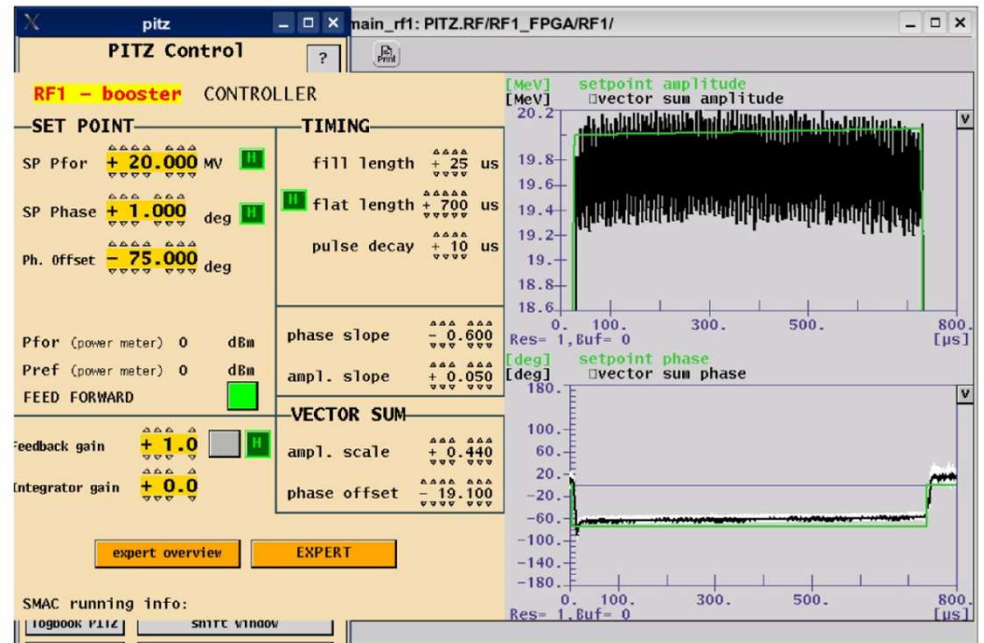 X pitz
main_rf1: PITZ.RF/RF1_FPGA/RF1/
PITZ Control ?
Print
RF1 - booster CONTROLLER
SET POINT
SP Pfor + 20.000 MV H
SP Phase + 1.000 deg H
Ph. Offset - 75.000 deg
Pfor (power meter) 0 dBm
Pref (power meter) 0 dBm
FEED FORWARD
Feedback gain + 1.0 H
Integrator gain + 0.0
TIMING
fill length + 25 us
H flat length + 700 us
pulse decay + 10 us
phase slope - 0.600
ampl. slope + 0.050
VECTOR SUM
ampl. scale + 0.440
phase offset - 19.100
expert overview EXPERT
SMAC running info:
logbook PITZ shift window
[MeV] setpoint amplitude
[MeV] □vector sum amplitude
V
20.2
19.8
19.6
19.4
19.2
19.
18.8
18.6
0. 100. 300. 500. 800.
Res= 1,Buf= 0 [µs]
[deg] setpoint phase
[deg] □vector sum phase
V
180.
100.
60.
20.
-20.
-60.
-100.
-140.
-180.
0. 100. 300. 500. 800.
Res= 1,Buf= 0 [µs]